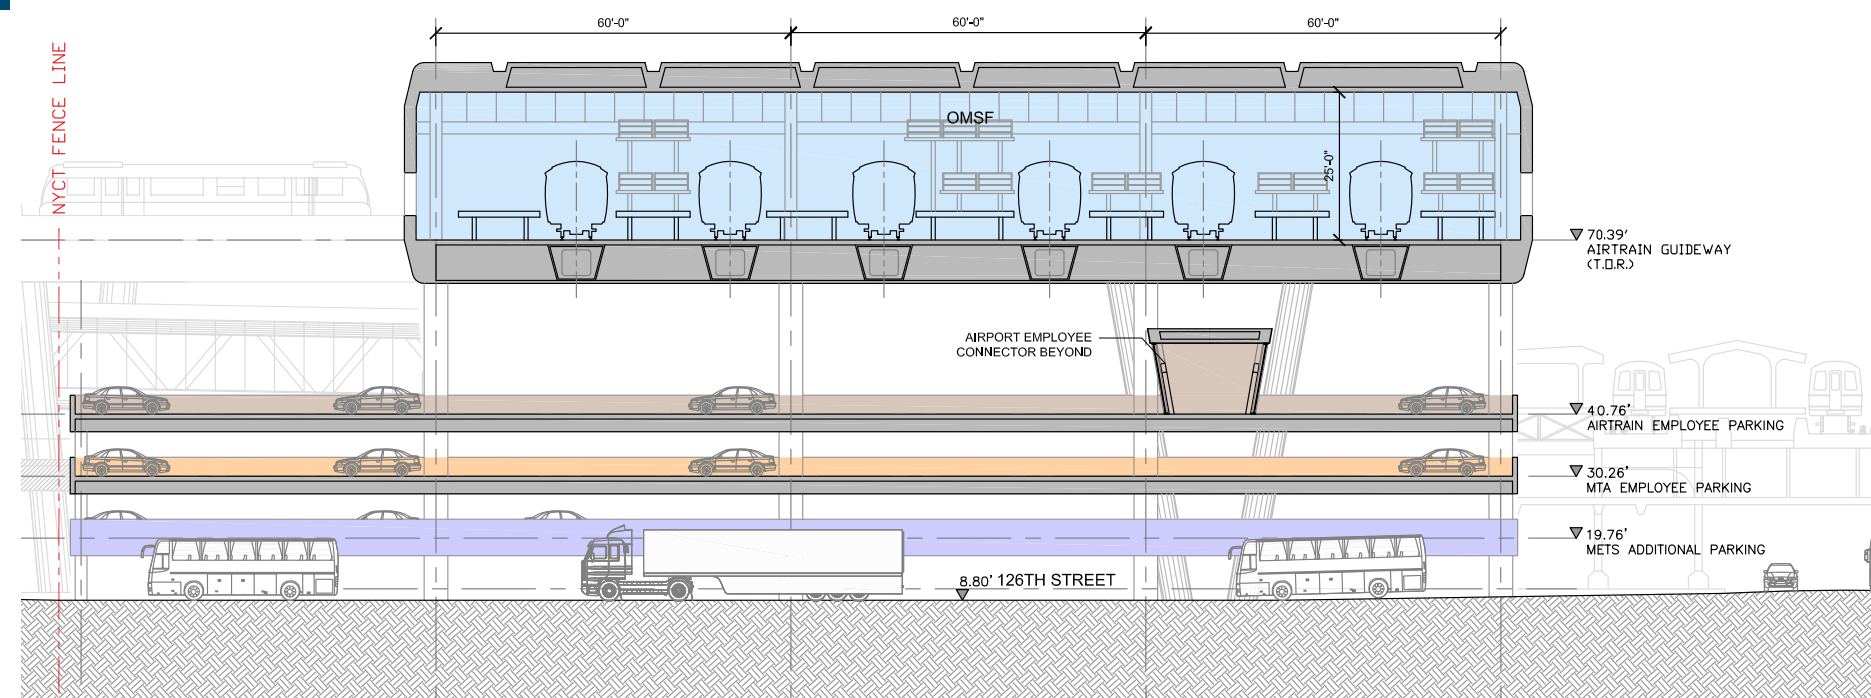 60'-0"
60'-0"
60'-0"
NYCT FENCE LINE
OMSF
25'-0"
70.39'
AIRTRAIN GUIDEWAY
(T.O.R.)
AIRPORT EMPLOYEE
CONNECTOR BEYOND
40.76'
AIRTRAIN EMPLOYEE PARKING
30.26'
MTA EMPLOYEE PARKING
19.76'
METS ADDITIONAL PARKING
8.80' 126TH STREET